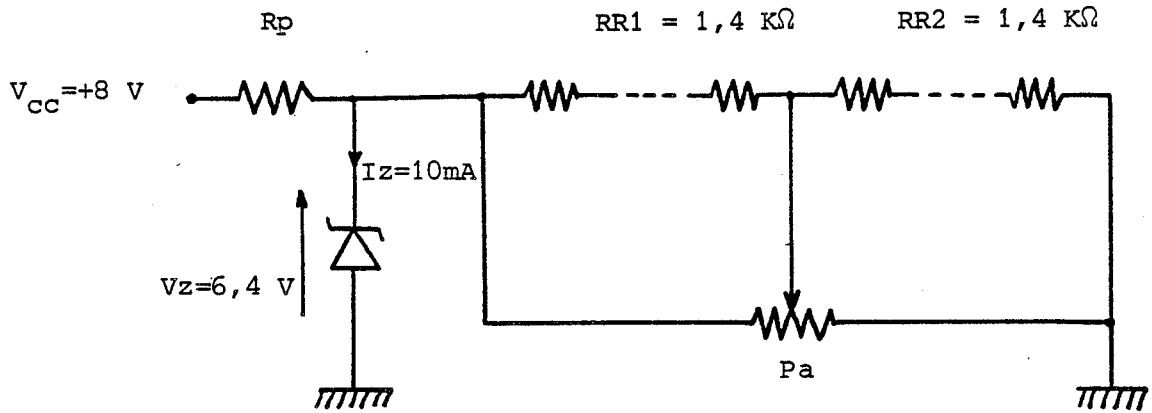 Rp
RR1 = 1,4 KΩ
RR2 = 1,4 KΩ
Vcc=+8 V
Iz=10mA
Vz=6,4 V
Pa